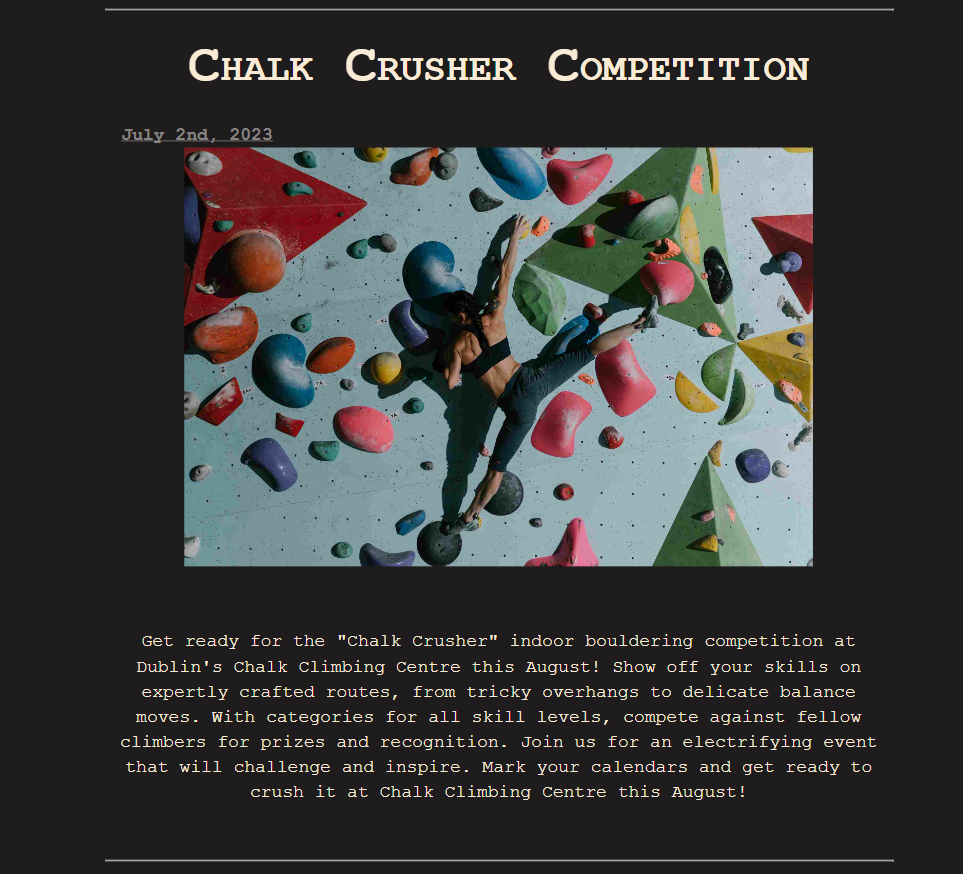 Chalk Crusher Competition
July 2nd, 2023
Get ready for the "Chalk Crusher" indoor bouldering competition at
Dublin's Chalk Climbing Centre this August! Show off your skills on
expertly crafted routes, from tricky overhangs to delicate balance
moves. With categories for all skill levels, compete against fellow
climbers for prizes and recognition. Join us for an electrifying event
that will challenge and inspire. Mark your calendars and get ready to
crush it at Chalk Climbing Centre this August!